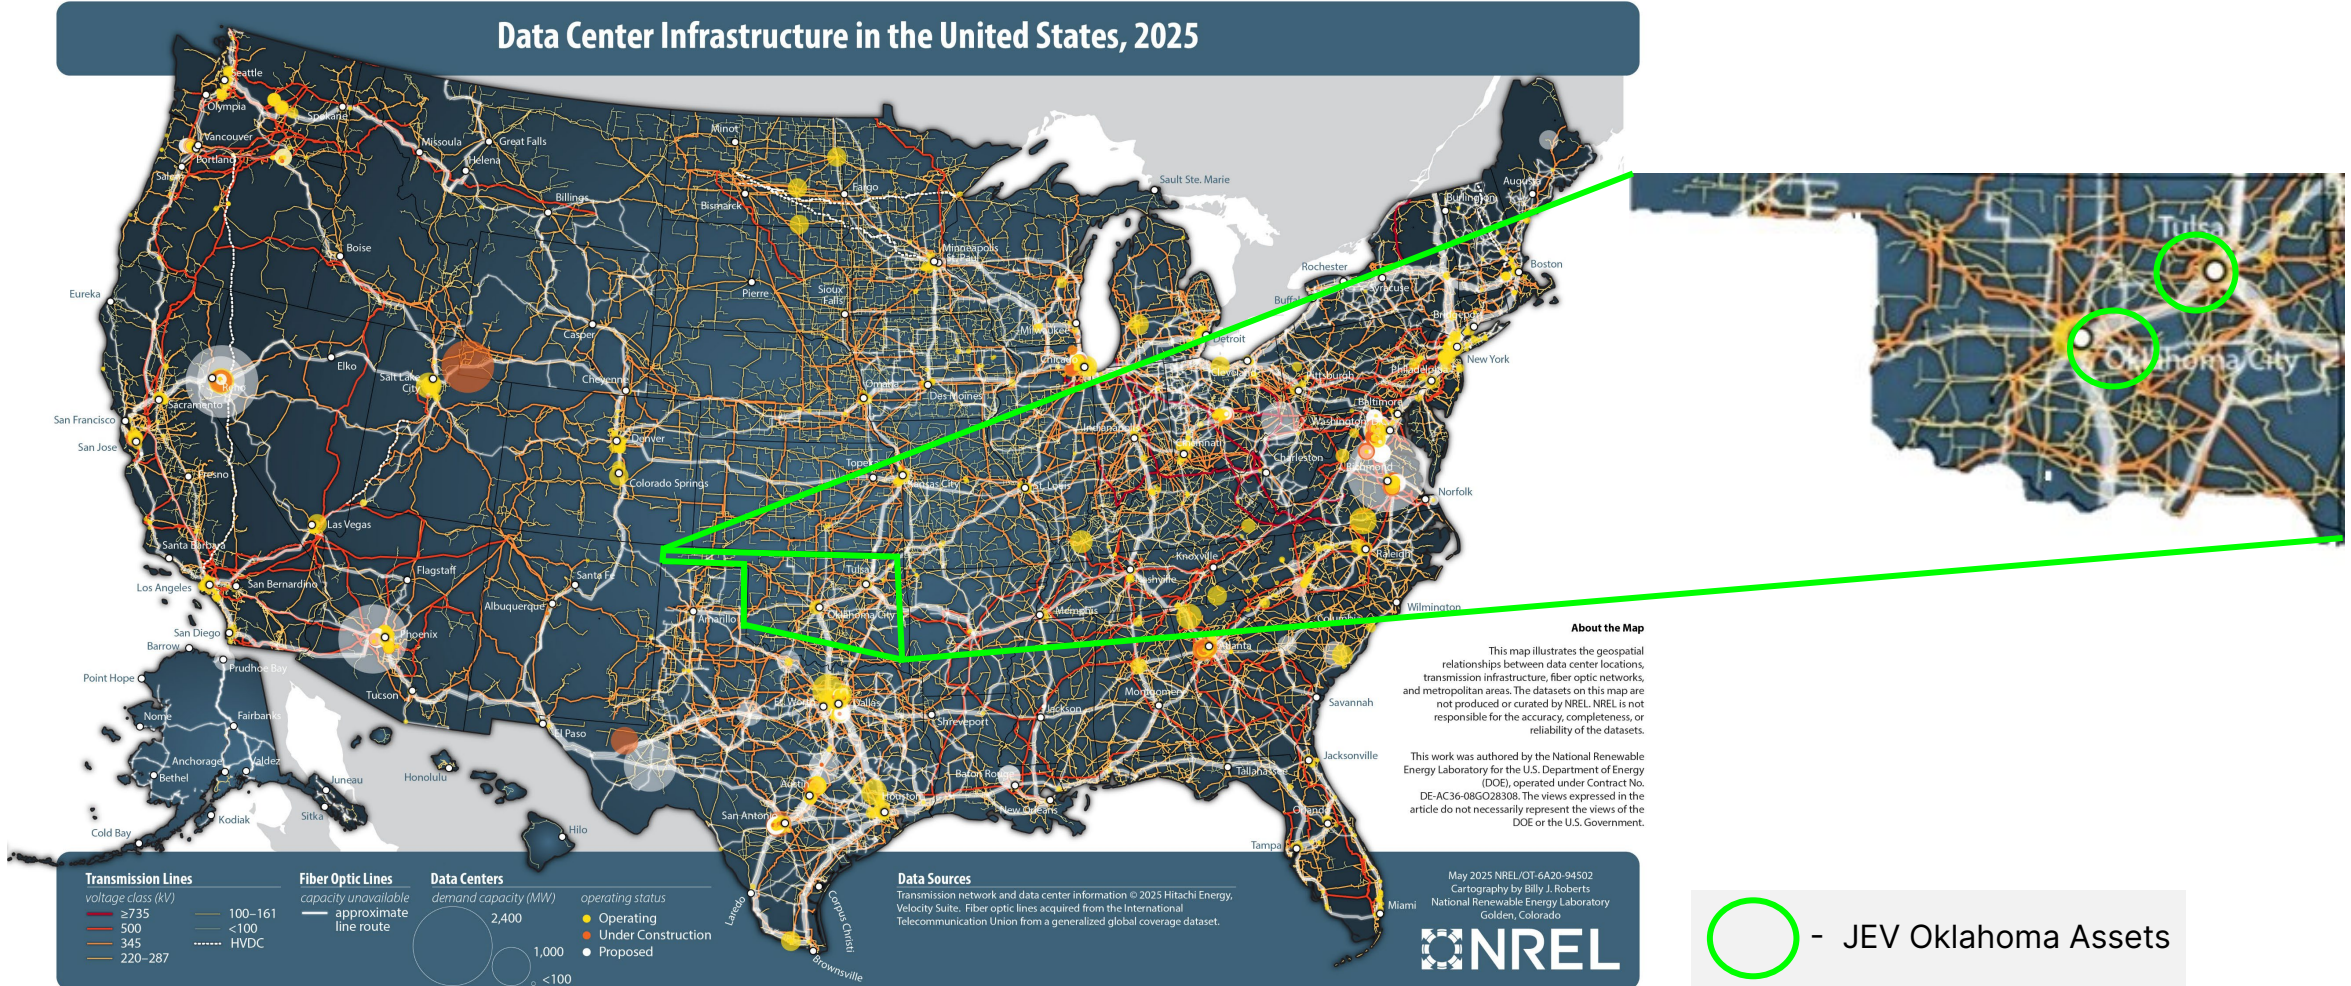 Data Center Infrastructure in the United States, 2025
Seattle
Olympia
Spokane
Vancouver
Portland
Missoula
Great Falls
Helena
Billings
Boise
Eureka
Elko
Reno
Salt Lake
City
Casper
Cheyenne
Sacramento
San Francisco
San Jose
Fresno
Denver
Colorado Springs
Las Vegas
Santa Barbara
Los Angeles
San Bernardino
Flagstaff
Santa Fe
Albuquerque
San Diego
Phoenix
Tucson
El Paso
Minot
Bismarck
Fargo
Pierre
Sioux
Falls
Minneapolis
St. Paul
Sault Ste. Marie
Milwaukee
Chicago
Detroit
Omaha
Des Moines
Topeka
Kansas City
St. Louis
Indianapolis
Cincinnati
Cleveland
Pittsburgh
Rochester
Buffalo
Syracuse
Burlington
Augusta
Boston
Bridgeport
New York
Philadelphia
Baltimore
Washington
Richmond
Charleston
Norfolk
Raleigh
Knoxville
Nashville
Memphis
Wilmington
Columbia
Atlanta
Savannah
Montgomery
Jackson
Shreveport
Tulsa
Oklahoma City
Amarillo
Ft. Worth
Dallas
Austin
Houston
San Antonio
Baton Rouge
New Orleans
Tallahassee
Jacksonville
Orlando
Tampa
Miami
Laredo
Corpus Christi
Brownsville
Barrow
Prudhoe Bay
Point Hope
Nome
Fairbanks
Anchorage
Valdez
Bethel
Juneau
Sitka
Kodiak
Cold Bay
Honolulu
Hilo
Tulsa
Oklahoma City
About the Map
This map illustrates the geospatial
relationships between data center locations,
transmission infrastructure, fiber optic networks,
and metropolitan areas. The datasets on this map are
not produced or curated by NREL. NREL is not
responsible for the accuracy, completeness, or
reliability of the datasets.
This work was authored by the National Renewable
Energy Laboratory for the U.S. Department of Energy
(DOE), operated under Contract No.
DE-AC36-08GO28308. The views expressed in the
article do not necessarily represent the views of the
DOE or the U.S. Government.
Transmission Lines
voltage class (kV)
≥735
500
345
220–287
100–161
<100
HVDC
Fiber Optic Lines
capacity unavailable
approximate
line route
Data Centers
demand capacity (MW)
2,400
1,000
<100
operating status
Operating
Under Construction
Proposed
Data Sources
Transmission network and data center information © 2025 Hitachi Energy,
Velocity Suite. Fiber optic lines acquired from the International
Telecommunication Union from a generalized global coverage dataset.
May 2025 NREL/OT-6A20-94502
Cartography by Billy J. Roberts
National Renewable Energy Laboratory
Golden, Colorado
NREL
- JEV Oklahoma Assets